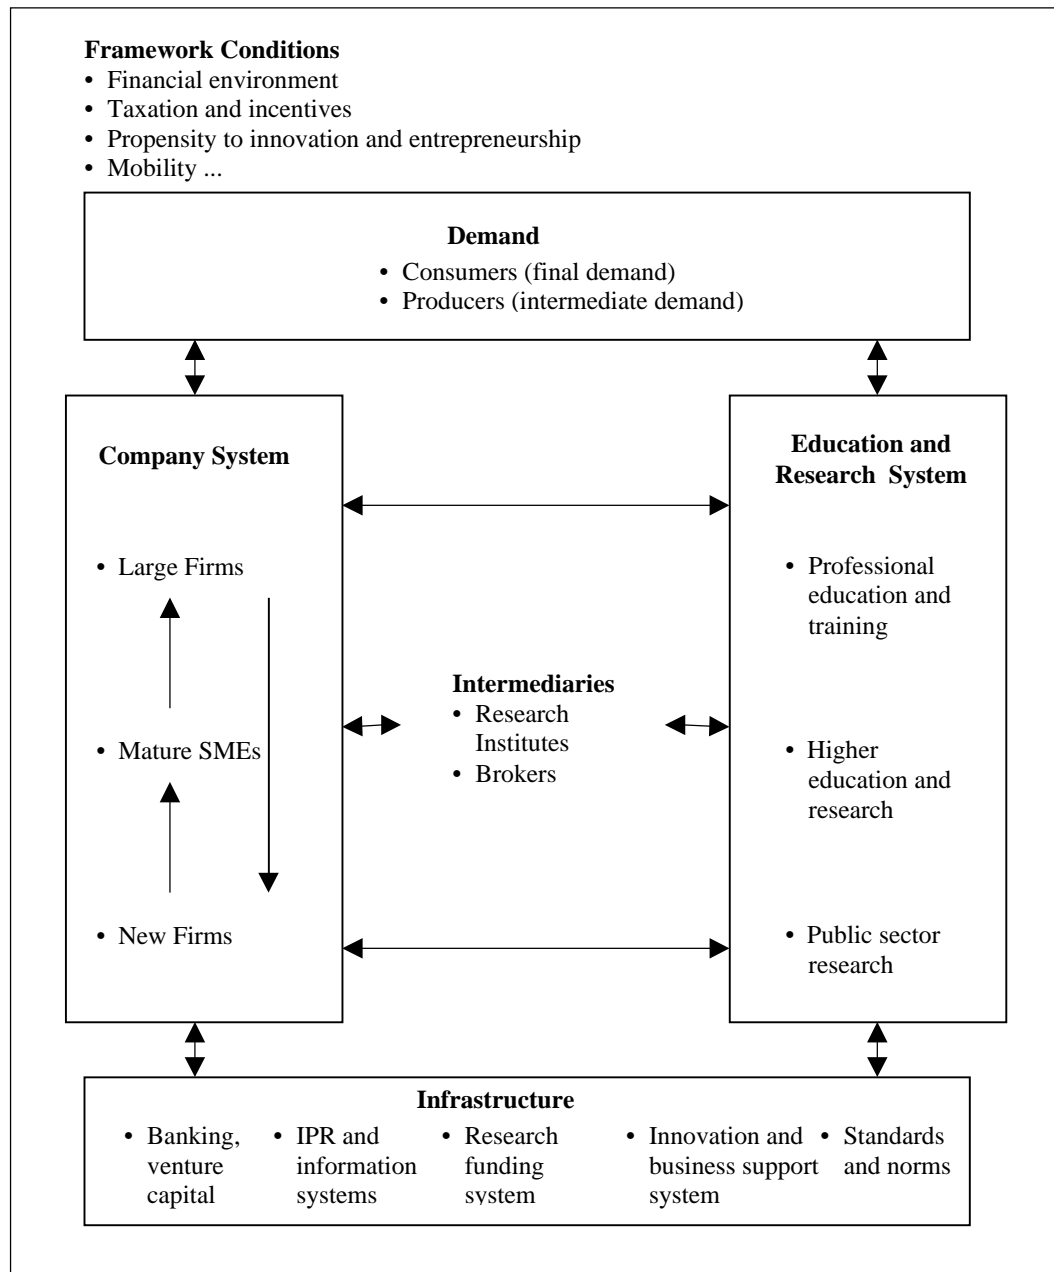 Framework Conditions
• Financial environment
• Taxation and incentives
• Propensity to innovation and entrepreneurship
• Mobility ...
Demand
• Consumers (final demand)
• Producers (intermediate demand)
Company System
• Large Firms
• Mature SMEs
• New Firms
Intermediaries
• Research
Institutes
• Brokers
Education and
Research System
• Professional
education and
training
• Higher
education and
research
• Public sector
research
Infrastructure
• Banking,
venture
capital
• IPR and
information
systems
• Research
funding
system
• Innovation and
business support
system
• Standards
and norms